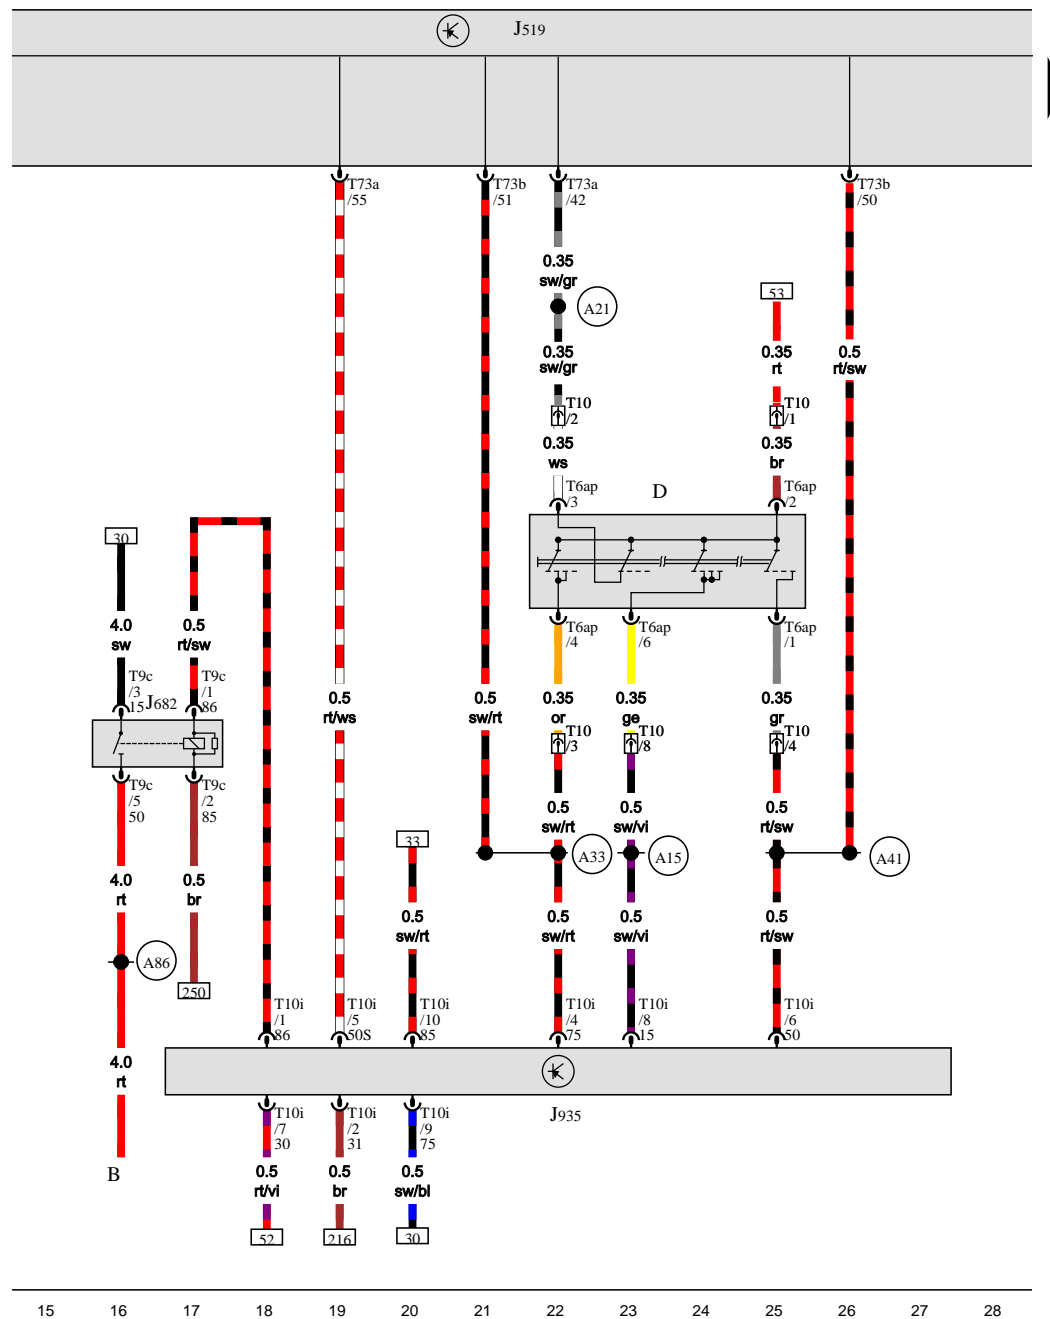 J519
T73a
/55
T73b
/51
T73a
/42
T73b
/50
0.35
sw/gr
A21
53
0.35
sw/gr
0.35
rt
0.5
rt/sw
T10
/2
T10
/1
0.35
ws
0.35
br
T6ap
/3
D
T6ap
/2
30
4.0
sw
0.5
rt/sw
T6ap
/4
T6ap
/6
T6ap
/1
T9c
/3
15
J682
T9c
/1
86
0.5
rt/ws
0.5
sw/rt
0.35
or
0.35
ge
0.35
gr
T10
/3
T10
/8
T10
/4
T9c
/5
50
T9c
/2
85
0.5
sw/rt
0.5
sw/vi
0.5
rt/sw
33
A33
A15
A41
4.0
rt
0.5
br
0.5
sw/rt
0.5
sw/rt
0.5
sw/vi
0.5
rt/sw
A86
250
T10i
/1
86
T10i
/5
50S
T10i
/10
85
T10i
/4
75
T10i
/8
15
T10i
/6
50
4.0
rt
J935
T10i
/7
30
T10i
/2
31
T10i
/9
75
B
0.5
rt/vi
0.5
br
0.5
sw/bl
52
216
30
15 16 17 18 19 20 21 22 23 24 25 26 27 28